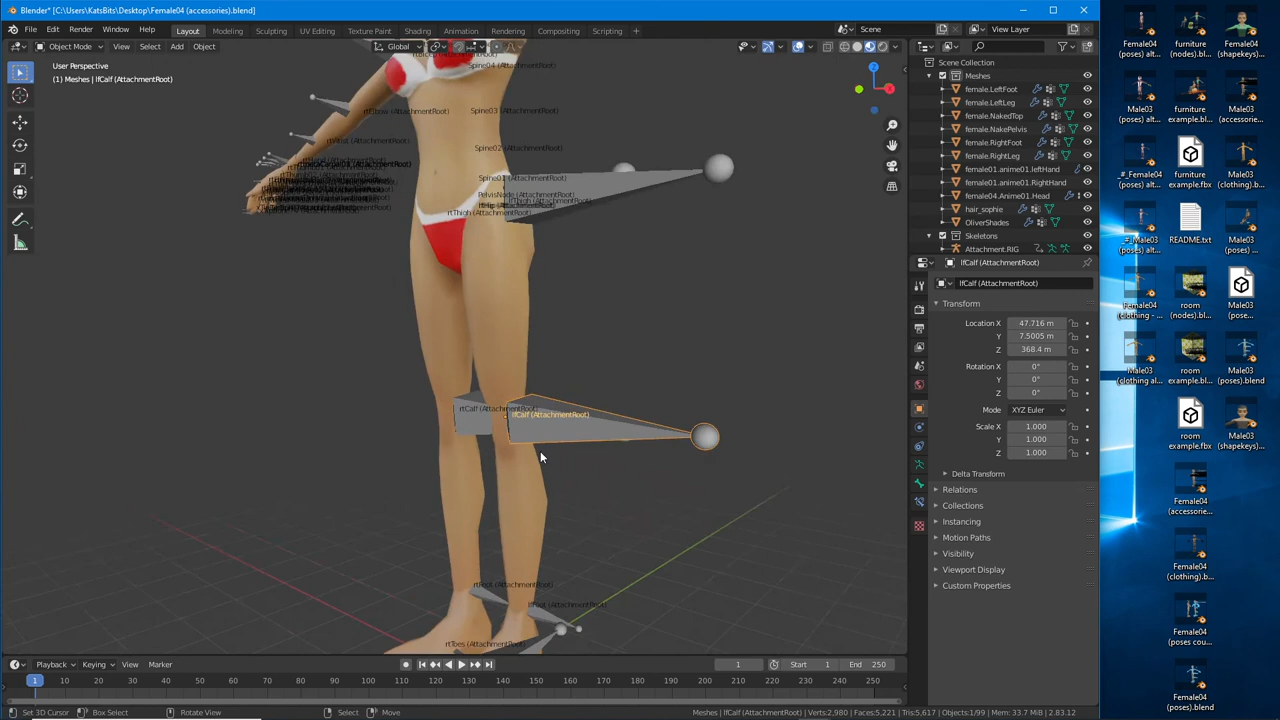 Blender* [C:\Users\KatsBits\Desktop\Female04 (accessories).blend]
File Edit Render Window Help Layout Modeling Sculpting UV Editing Texture Paint Shading Animation Rendering Compositing Scripting + Scene View Layer
Object Mode View Select Add Object Global
User Perspective
(1) Meshes | lfCalf (AttachmentRoot)
Spine04 (AttachmentRoot)
Spine03 (AttachmentRoot)
Spine02 (AttachmentRoot)
Spine01 (AttachmentRoot)
PelvisNode (AttachmentRoot)
rtThigh (AttachmentRoot)
rtCalf (AttachmentRoot)
lfCalf (AttachmentRoot)
rtFoot (AttachmentRoot)
lfFoot (AttachmentRoot)
rtToes (AttachmentRoot)
Z
Scene Collection
Meshes
female.LeftFoot
female.LeftLeg
female.NakedTop
female.NakePelvis
female.RightFoot
female.RightLeg
female01.anime01.leftHand
female01.anime01.RightHand
female04.Anime01.Head
hair_sophie
OliverShades
Skeletons
Attachment.RIG
lfCalf (AttachmentRoot)
lfCalf (AttachmentRoot)
Transform
Location X 47.716 m
Y 7.5005 m
Z 368.4 m
Rotation X 0°
Y 0°
Z 0°
Mode XYZ Euler
Scale X 1.000
Y 1.000
Z 1.000
Delta Transform
Relations
Collections
Instancing
Motion Paths
Visibility
Viewport Display
Custom Properties
Playback Keying View Marker 1 Start 1 End 250
1 10 20 30 40 50 60 70 80 90 100 110 120 130 140 150 160 170 180 190 200 210 220 230 240 250
Set 3D Cursor Box Select Rotate View Select Move Meshes | lfCalf (AttachmentRoot) | Verts:2,980 | Faces:5,221 | Tris:5,617 | Objects:1/99 | Mem: 33.7 MiB | 2.83.12
Female04
(poses) alt...
furniture
(nodes).bl...
Female04
(shapekeys)...
Male03
(poses) alt...
furniture
example.bl...
Male03
(accessorie...
_#_Male03
(poses) alt...
furniture
example.fbx
Male03
(clothing).b...
_#_Male03
(poses) alt...
README.txt
Male03
(poses) alt...
Female04
(clothing - ...
room
(nodes).bl...
Male03
(pose...
Male03
(clothing al...
room
example.bl...
Male03
(poses).bl...
room
example.fbx
Male03
(shapekeys)...
Female04
(accessorie...
Female04
(clothing).b...
Female04
(poses cou...
Female04
(poses).blend